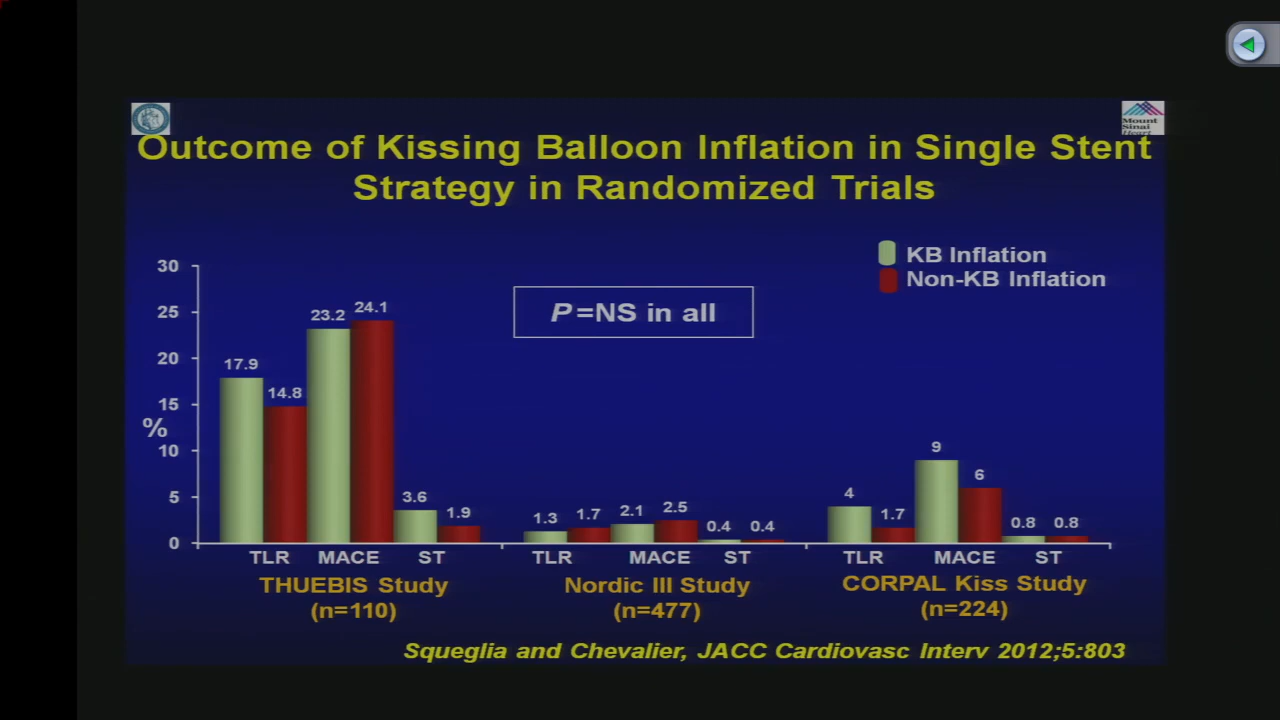 Mount
Sinai
Heart
Outcome of Kissing Balloon Inflation in Single Stent
Strategy in Randomized Trials
KB Inflation
Non-KB Inflation
P=NS in all
30
25
20
15
10
5
0
%
17.9
14.8
23.2
24.1
3.6
1.9
1.3
1.7
2.1
2.5
0.4
0.4
4
1.7
9
6
0.8
0.8
TLR MACE ST
TLR MACE ST
TLR MACE ST
THUEBIS Study
(n=110)
Nordic III Study
(n=477)
CORPAL Kiss Study
(n=224)
Squeglia and Chevalier, JACC Cardiovasc Interv 2012;5:803